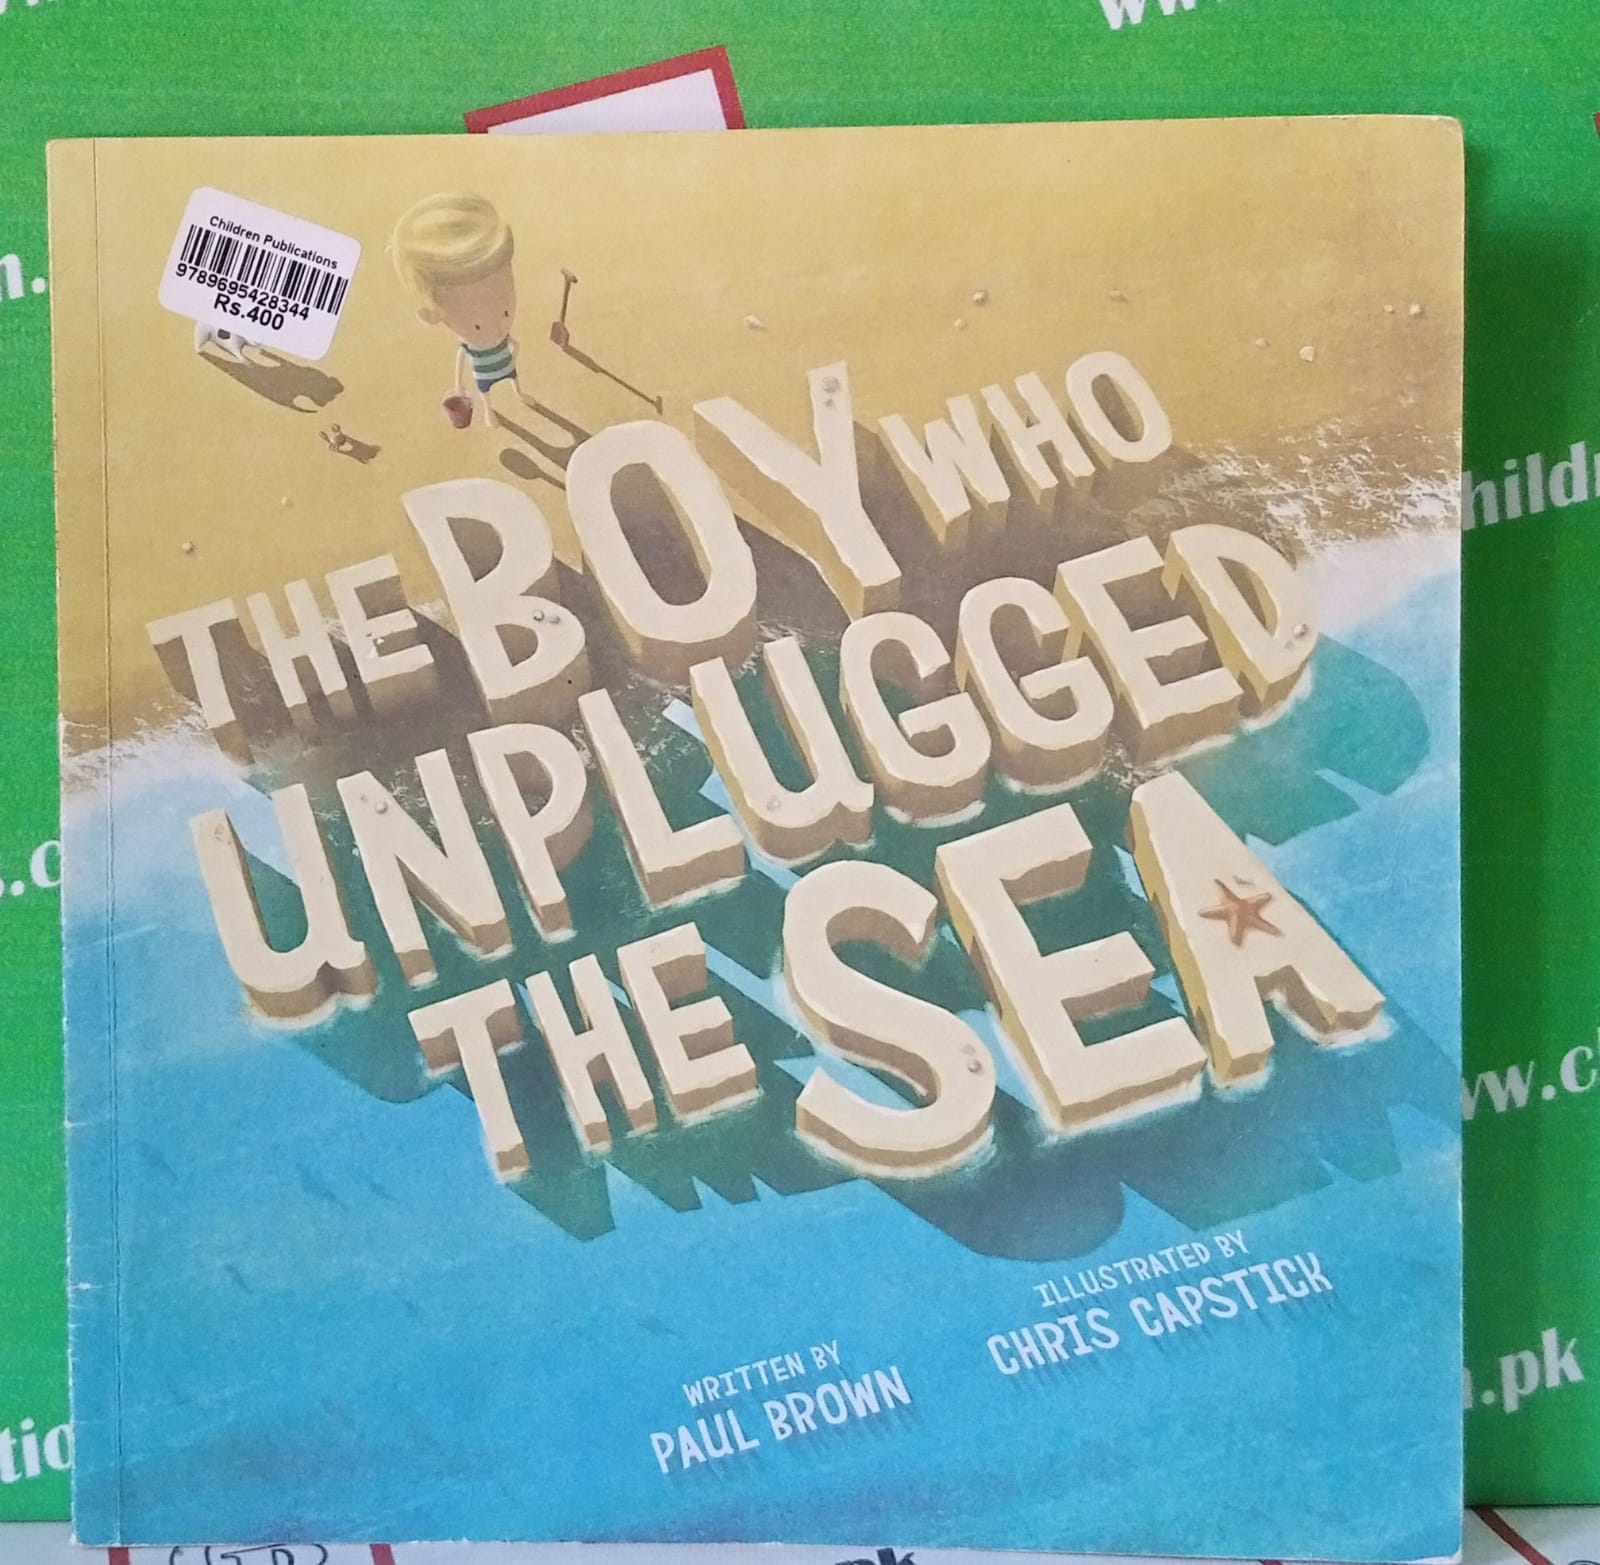 Children Publications
9789695428344
Rs.400
THE BOY WHO
UNPLUGGED
THE SEA
WRITTEN BY
PAUL BROWN
ILLUSTRATED BY
CHRIS CAPSTICK